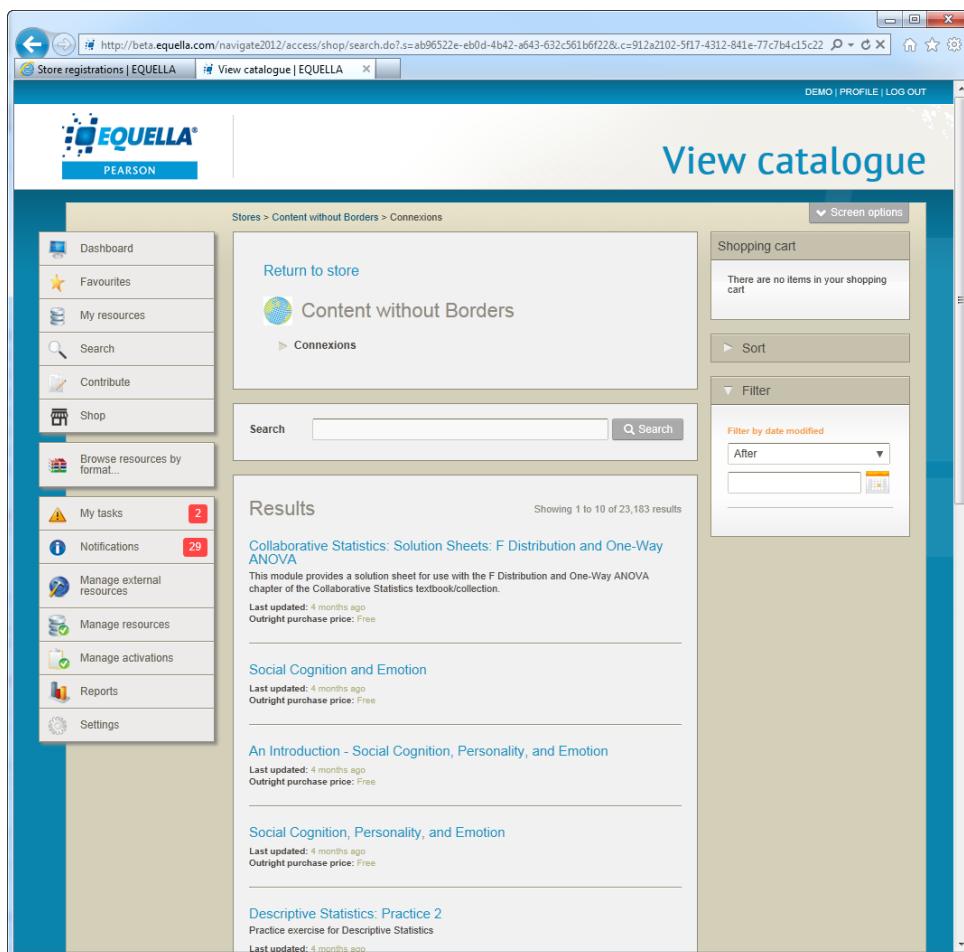 http://beta.equella.com/navigate2012/access/shop/search.do?.s=ab96522e-eb0d-4b42-a643-632c561b6f22&.c=912a2102-5f17-4312-841e-77c7b4c15c22
Store registrations | EQUELLA
View catalogue | EQUELLA
DEMO | PROFILE | LOG OUT
EQUELLA®
PEARSON
View catalogue
Stores > Content without Borders > Connexions
Screen options
Dashboard
Favourites
My resources
Search
Contribute
Shop
Browse resources by
format...
My tasks 2
Notifications 29
Manage external
resources
Manage resources
Manage activations
Reports
Settings
Return to store
Content without Borders
Connexions
Search
Search
Results
Showing 1 to 10 of 23,183 results
Collaborative Statistics: Solution Sheets: F Distribution and One-Way
ANOVA
This module provides a solution sheet for use with the F Distribution and One-Way ANOVA
chapter of the Collaborative Statistics textbook/collection.
Last updated: 4 months ago
Outright purchase price: Free
Social Cognition and Emotion
Last updated: 4 months ago
Outright purchase price: Free
An Introduction - Social Cognition, Personality, and Emotion
Last updated: 4 months ago
Outright purchase price: Free
Social Cognition, Personality, and Emotion
Last updated: 4 months ago
Outright purchase price: Free
Descriptive Statistics: Practice 2
Practice exercise for Descriptive Statistics
Last updated: 4 months ago
Shopping cart
There are no items in your shopping
cart
Sort
Filter
Filter by date modified
After